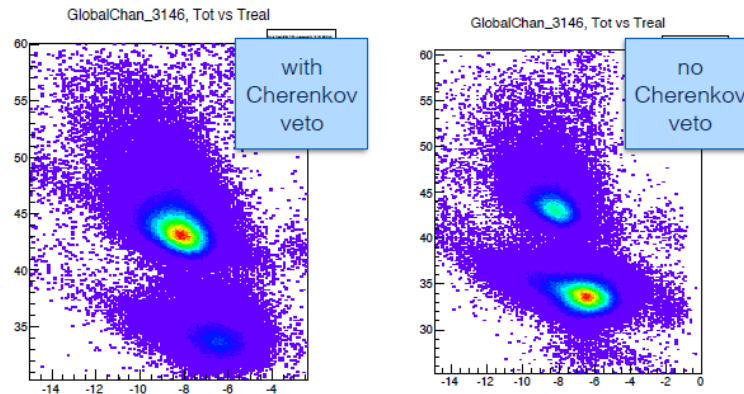 GlobalChan_3146, Tot vs Treal
with
Cherenkov
veto
60
55
50
45
40
35
-14 -12 -10 -8 -6 -4
GlobalChan_3146, Tot vs Treal
no
Cherenkov
veto
60
55
50
45
40
35
30
-14 -12 -10 -8 -6 -4 -2 0